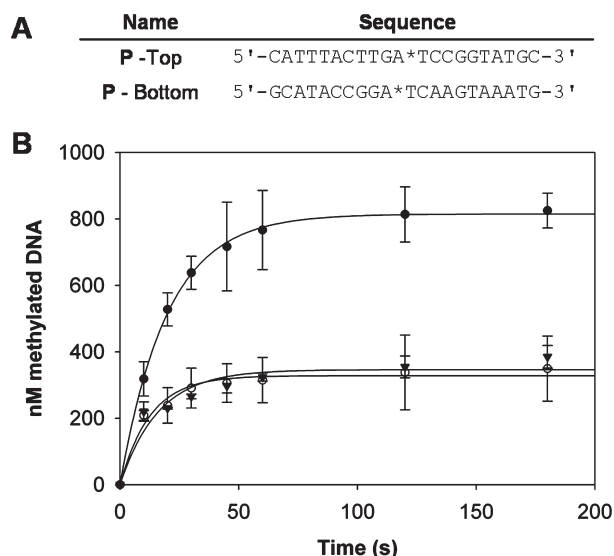 A
Name Sequence
P -Top 5'-CATTTACTTGA*TCCGGTATGC-3'
P - Bottom 5'-GCATACCGGA*TCAAGTAAATG-3'
B
1000
800
600
400
200
0
nM methylated DNA
0 50 100 150 200
Time (s)